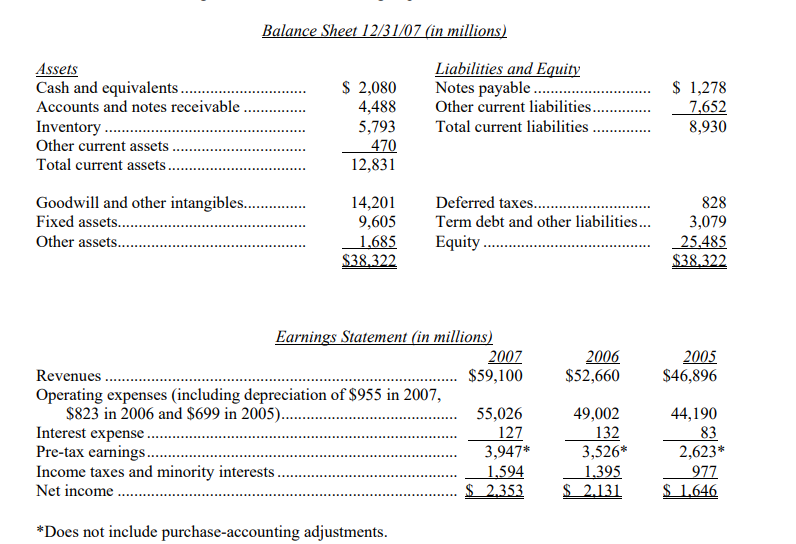 Balance Sheet 12/31/07 (in millions)
Assets Liabilities and Equity
Cash and equivalents .............................. $ 2,080 Notes payable ............................ $ 1,278
Accounts and notes receivable ............... 4,488 Other current liabilities.............. 7,652
Inventory ................................................ 5,793 Total current liabilities .............. 8,930
Other current assets ................................ 470
Total current assets ................................. 12,831
Goodwill and other intangibles............... 14,201 Deferred taxes............................ 828
Fixed assets............................................. 9,605 Term debt and other liabilities... 3,079
Other assets............................................. 1,685 Equity ........................................ 25,485
$38,322 $38,322
Earnings Statement (in millions)
2007 2006 2005
Revenues .................................................................................... $59,100 $52,660 $46,896
Operating expenses (including depreciation of $955 in 2007,
$823 in 2006 and $699 in 2005).......................................... 55,026 49,002 44,190
Interest expense .......................................................................... 127 132 83
Pre-tax earnings.......................................................................... 3,947* 3,526* 2,623*
Income taxes and minority interests ........................................... 1,594 1,395 977
Net income ................................................................................. $ 2,353 $ 2,131 $ 1,646
*Does not include purchase-accounting adjustments.